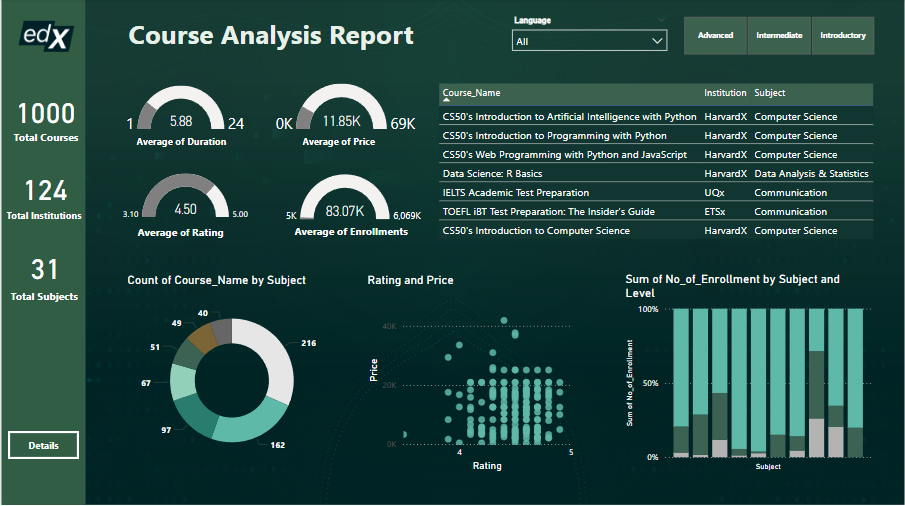 edX
Course Analysis Report
Language
All
Advanced
Intermediate
Introductory
1000
Total Courses
124
Total Institutions
31
Total Subjects
Details
1
5.88
24
Average of Duration
0K
11.85K
69K
Average of Price
3.10
4.50
5.00
Average of Rating
5K
83.07K
6,069K
Average of Enrollments
Course_Name Institution Subject
CS50's Introduction to Artificial Intelligence with Python HarvardX Computer Science
CS50's Introduction to Programming with Python HarvardX Computer Science
CS50's Web Programming with Python and JavaScript HarvardX Computer Science
Data Science: R Basics HarvardX Data Analysis & Statistics
IELTS Academic Test Preparation UQx Communication
TOEFL iBT Test Preparation: The Insider's Guide ETSx Communication
CS50's Introduction to Computer Science HarvardX Computer Science
Count of Course_Name by Subject
40
49
51
67
97
162
216
Rating and Price
Price
40K
20K
0K
4
5
Rating
Sum of No_of_Enrollment by Subject and
Level
Sum of No_of_Enrollment
100%
50%
0%
Subject